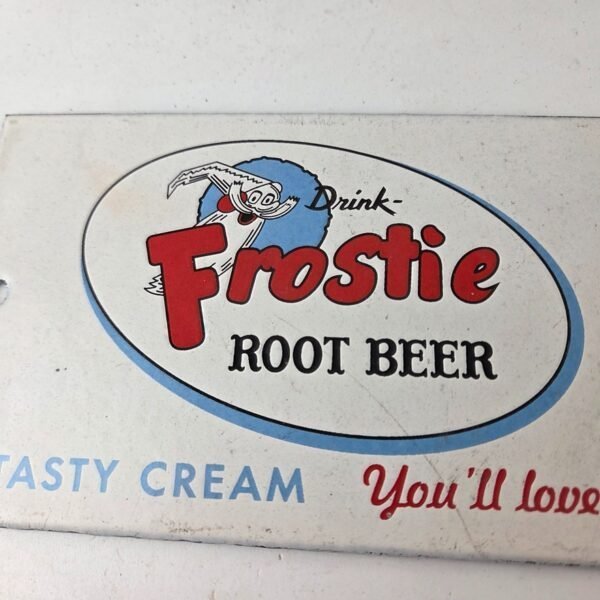 Drink-
Frostie
ROOT BEER
TASTY CREAM You'll love